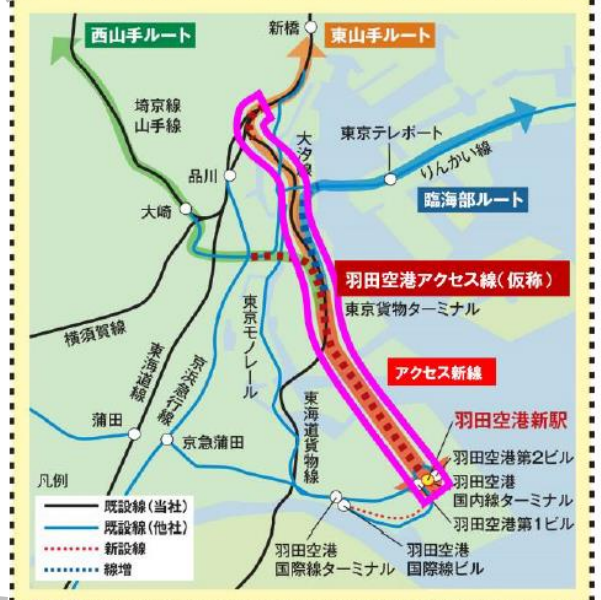 新橋
西山手ルート
東山手ルート
埼京線
山手線
大汐線
東京テレポート
りんかい線
品川
臨海部ルート
大崎
羽田空港アクセス線(仮称)
東京貨物ターミナル
横須賀線
東海道線
京浜急行線
東京モノレール
アクセス新線
東海道貨物線
羽田空港新駅
蒲田
京急蒲田
羽田空港第2ビル
羽田空港
国内線ターミナル
羽田空港第1ビル
凡例
既設線(当社)
既設線(他社)
新設線
線増
羽田空港
国際線ターミナル
羽田空港
国際線ビル